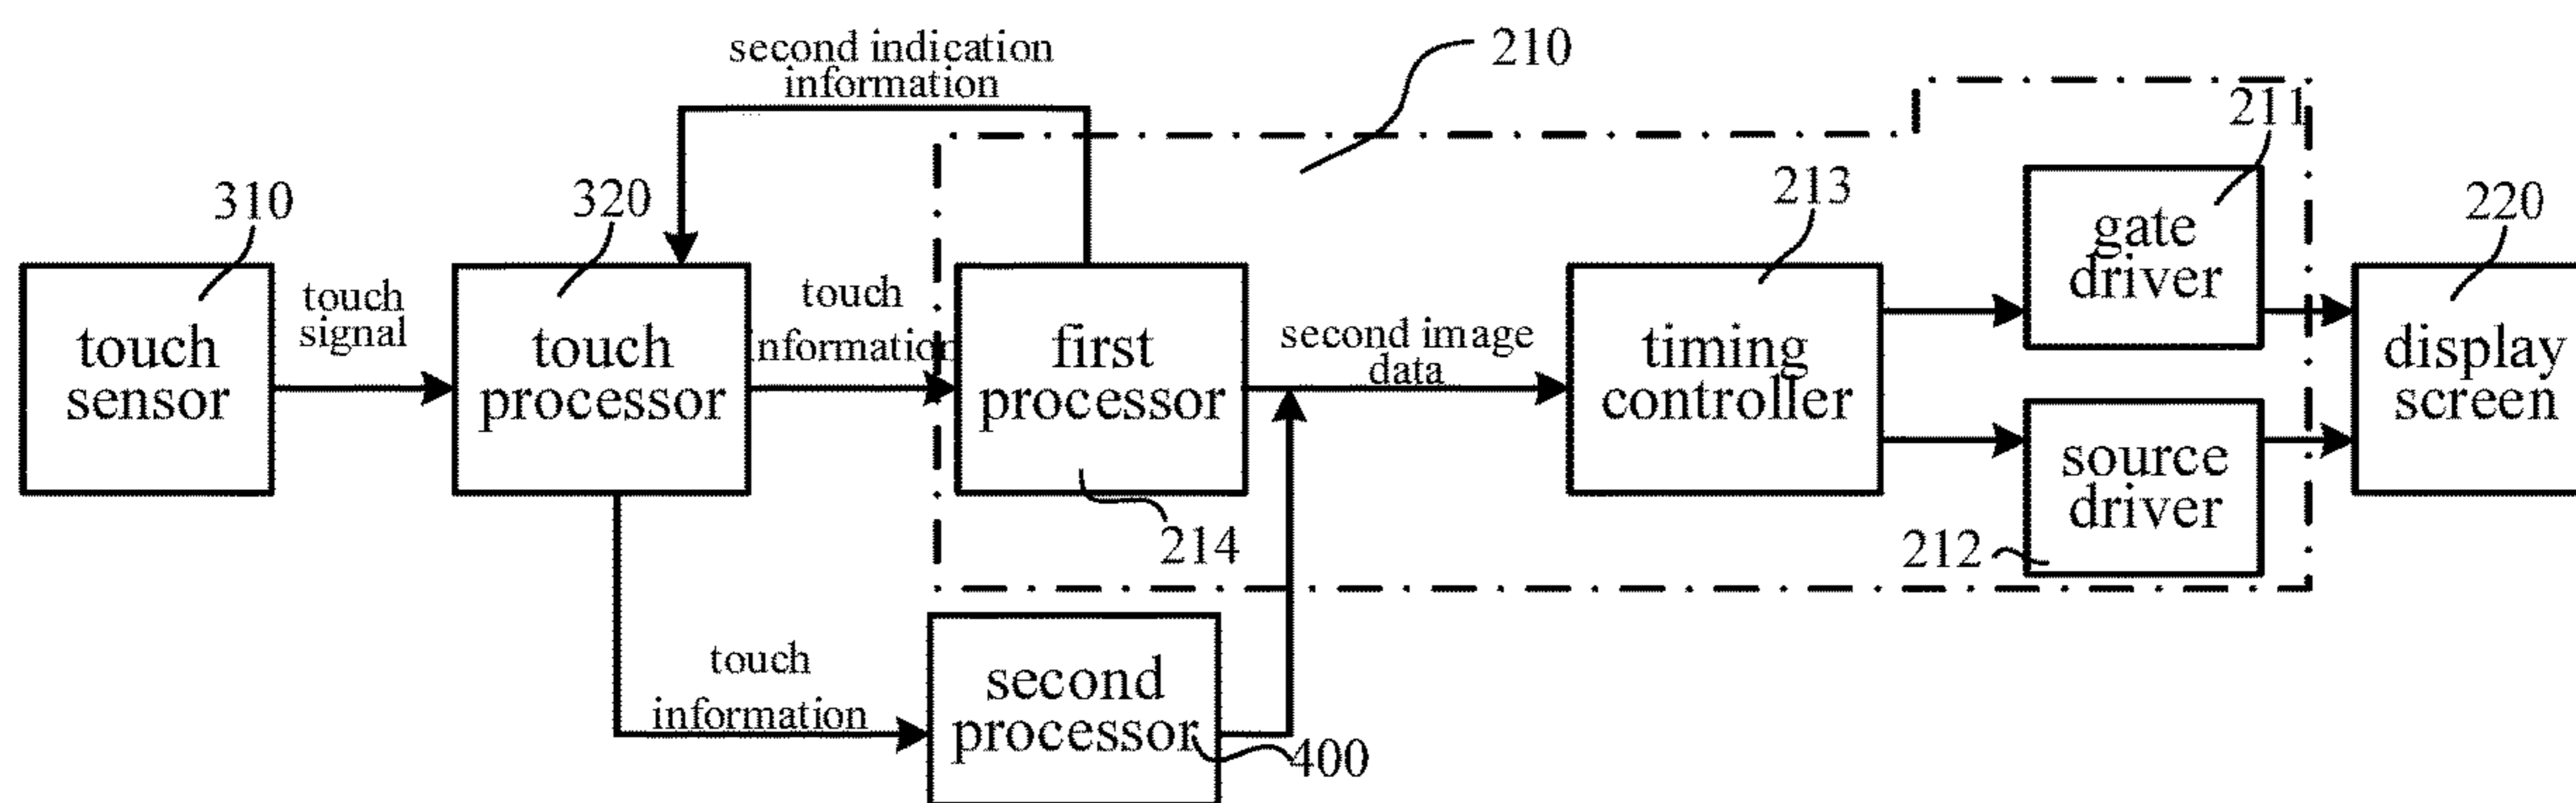 second indication
information
210
211
310
320
213
220
touch
sensor
touch
signal
touch
processor
touch
nformation
first
processor
214
second image
data
timing
controller
gate
driver
source
driver
212
display
screen
touch
information
second
processor
400